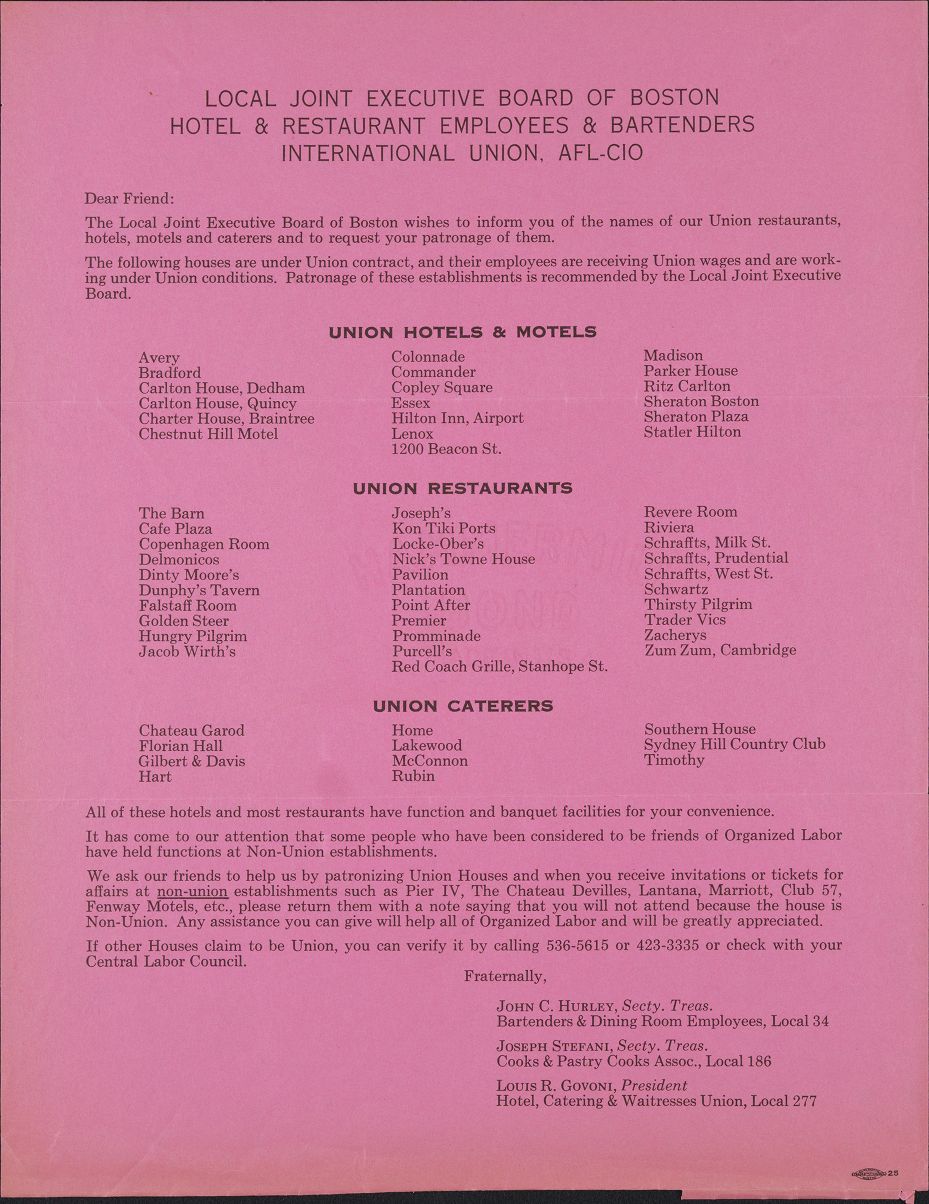 LOCAL JOINT EXECUTIVE BOARD OF BOSTON
HOTEL & RESTAURANT EMPLOYEES & BARTENDERS
INTERNATIONAL UNION, AFL-CIO
Dear Friend:
The Local Joint Executive Board of Boston wishes to inform you of the names of our Union restaurants,
hotels, motels and caterers and to request your patronage of them.
The following houses are under Union contract, and their employees are receiving Union wages and are work-
ing under Union conditions. Patronage of these establishments is recommended by the Local Joint Executive
Board.
UNION HOTELS & MOTELS
Avery
Bradford
Carlton House, Dedham
Carlton House, Quincy
Charter House, Braintree
Chestnut Hill Motel
Colonnade
Commander
Copley Square
Essex
Hilton Inn, Airport
Lenox
1200 Beacon St.
Madison
Parker House
Ritz Carlton
Sheraton Boston
Sheraton Plaza
Statler Hilton
UNION RESTAURANTS
The Barn
Cafe Plaza
Copenhagen Room
Delmonicos
Dinty Moore's
Dunphy's Tavern
Falstaff Room
Golden Steer
Hungry Pilgrim
Jacob Wirth's
Joseph's
Kon Tiki Ports
Locke-Ober's
Nick's Towne House
Pavilion
Plantation
Point After
Premier
Promminade
Purcell's
Red Coach Grille, Stanhope St.
Revere Room
Riviera
Schraffts, Milk St.
Schraffts, Prudential
Schraffts, West St.
Schwartz
Thirsty Pilgrim
Trader Vics
Zacherys
Zum Zum, Cambridge
UNION CATERERS
Chateau Garod
Florian Hall
Gilbert & Davis
Hart
Home
Lakewood
McConnon
Rubin
Southern House
Sydney Hill Country Club
Timothy
All of these hotels and most restaurants have function and banquet facilities for your convenience.
It has come to our attention that some people who have been considered to be friends of Organized Labor
have held functions at Non-Union establishments.
We ask our friends to help us by patronizing Union Houses and when you receive invitations or tickets for
affairs at non-union establishments such as Pier IV, The Chateau Devilles, Lantana, Marriott, Club 57,
Fenway Motels, etc., please return them with a note saying that you will not attend because the house is
Non-Union. Any assistance you can give will help all of Organized Labor and will be greatly appreciated.
If other Houses claim to be Union, you can verify it by calling 536-5615 or 423-3335 or check with your
Central Labor Council.
Fraternally,
JOHN C. HURLEY, Secty. Treas.
Bartenders & Dining Room Employees, Local 34
JOSEPH STEFANI, Secty. Treas.
Cooks & Pastry Cooks Assoc., Local 186
LOUIS R. GOVONI, President
Hotel, Catering & Waitresses Union, Local 277
25